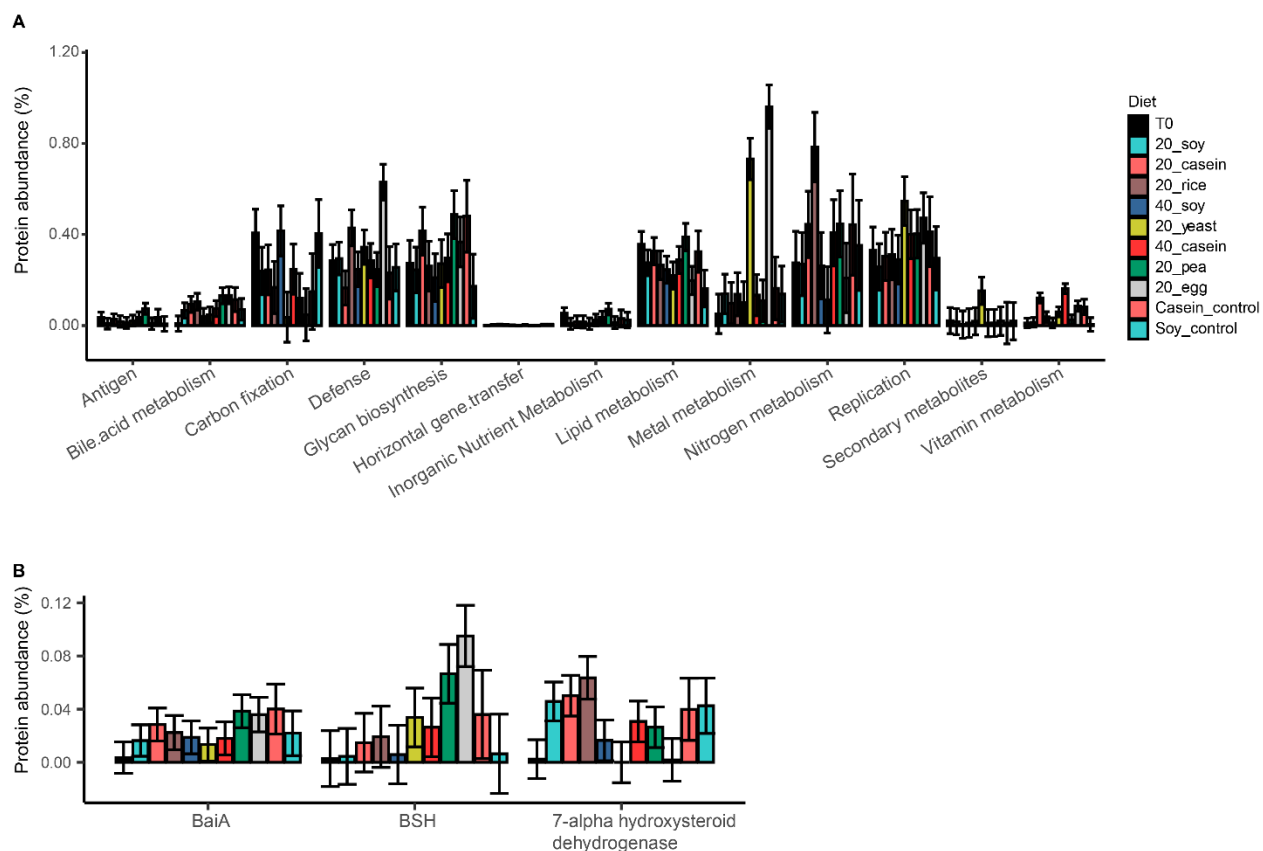 A
Protein abundance (%)
1.20
0.80
0.40
0.00
Antigen
Bile.acid metabolism
Carbon fixation
Defense
Glycan biosynthesis
Horizontal gene.transfer
Inorganic Nutrient Metabolism
Lipid metabolism
Metal metabolism
Nitrogen metabolism
Replication
Secondary metabolites
Vitamin metabolism
Diet
T0
20_soy
20_casein
20_rice
40_soy
20_yeast
40_casein
20_pea
20_egg
Casein_control
Soy_control
B
Protein abundance (%)
0.12
0.08
0.04
0.00
BaiA
BSH
7-alpha hydroxysteroid
dehydrogenase